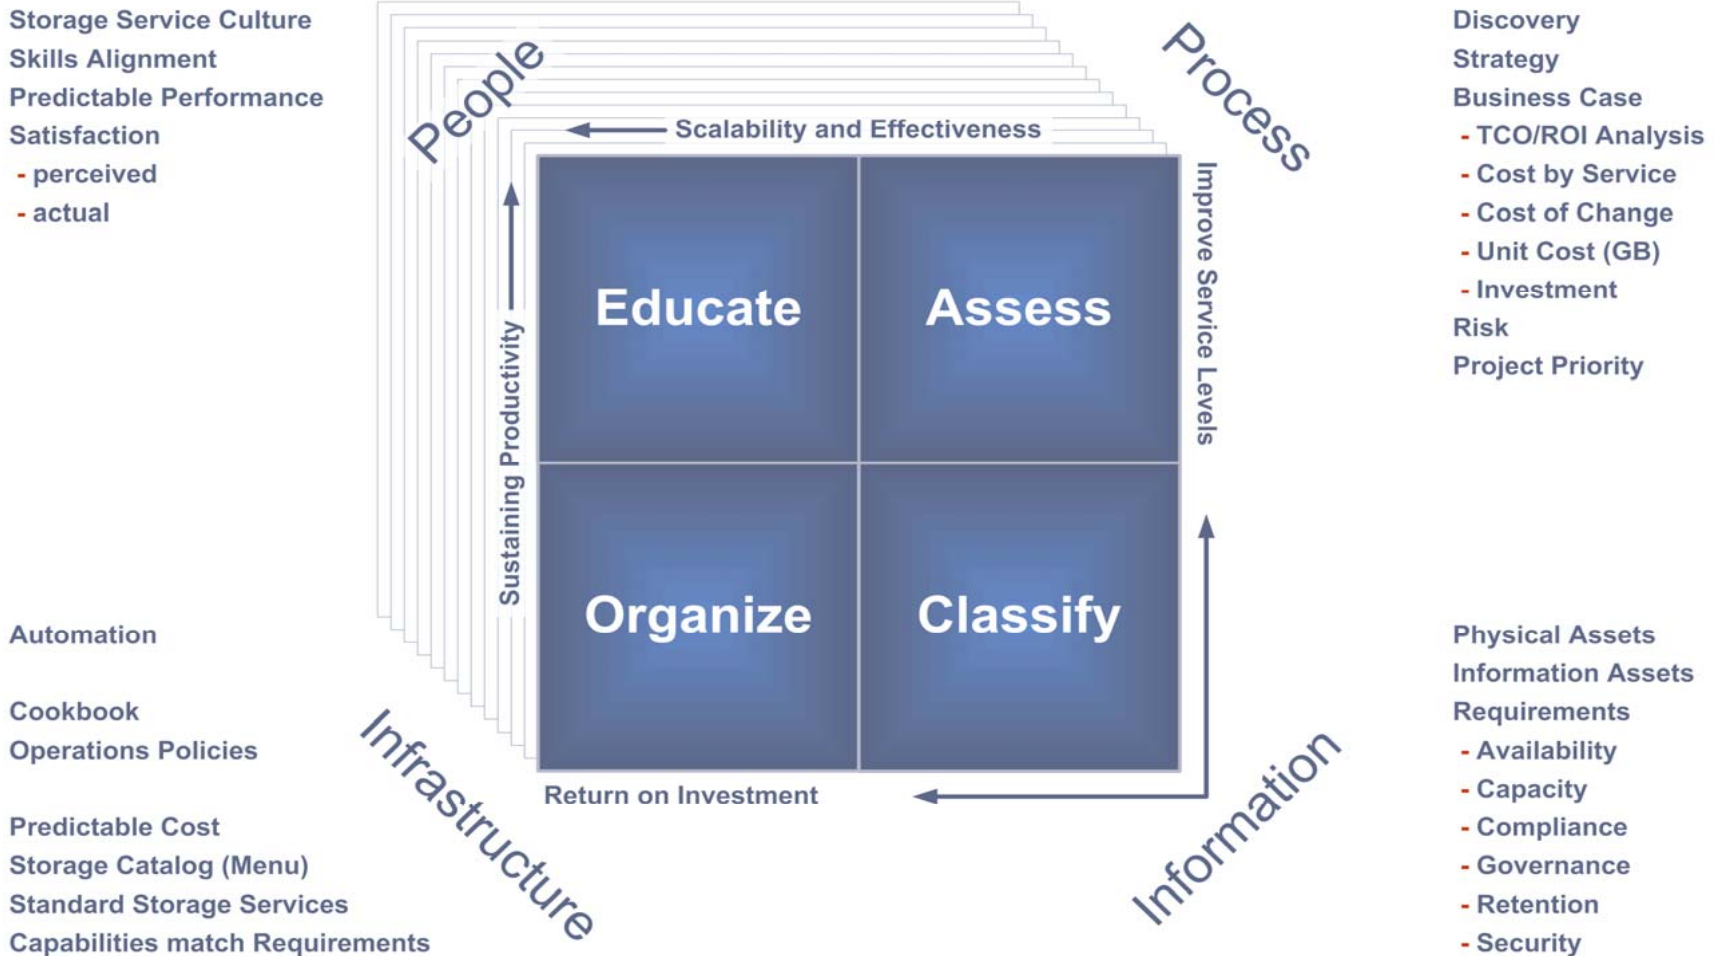 Storage Service Culture
Skills Alignment
Predictable Performance
Satisfaction
- perceived
- actual
People
Process
Discovery
Strategy
Business Case
- TCO/ROI Analysis
- Cost by Service
- Cost of Change
- Unit Cost (GB)
- Investment
Risk
Project Priority
Scalability and Effectiveness
Improve Service Levels
Sustaining Productivity
Educate
Assess
Organize
Classify
Return on Investment
Automation
Cookbook
Operations Policies
Predictable Cost
Storage Catalog (Menu)
Standard Storage Services
Capabilities match Requirements
Infrastructure
Information
Physical Assets
Information Assets
Requirements
- Availability
- Capacity
- Compliance
- Governance
- Retention
- Security